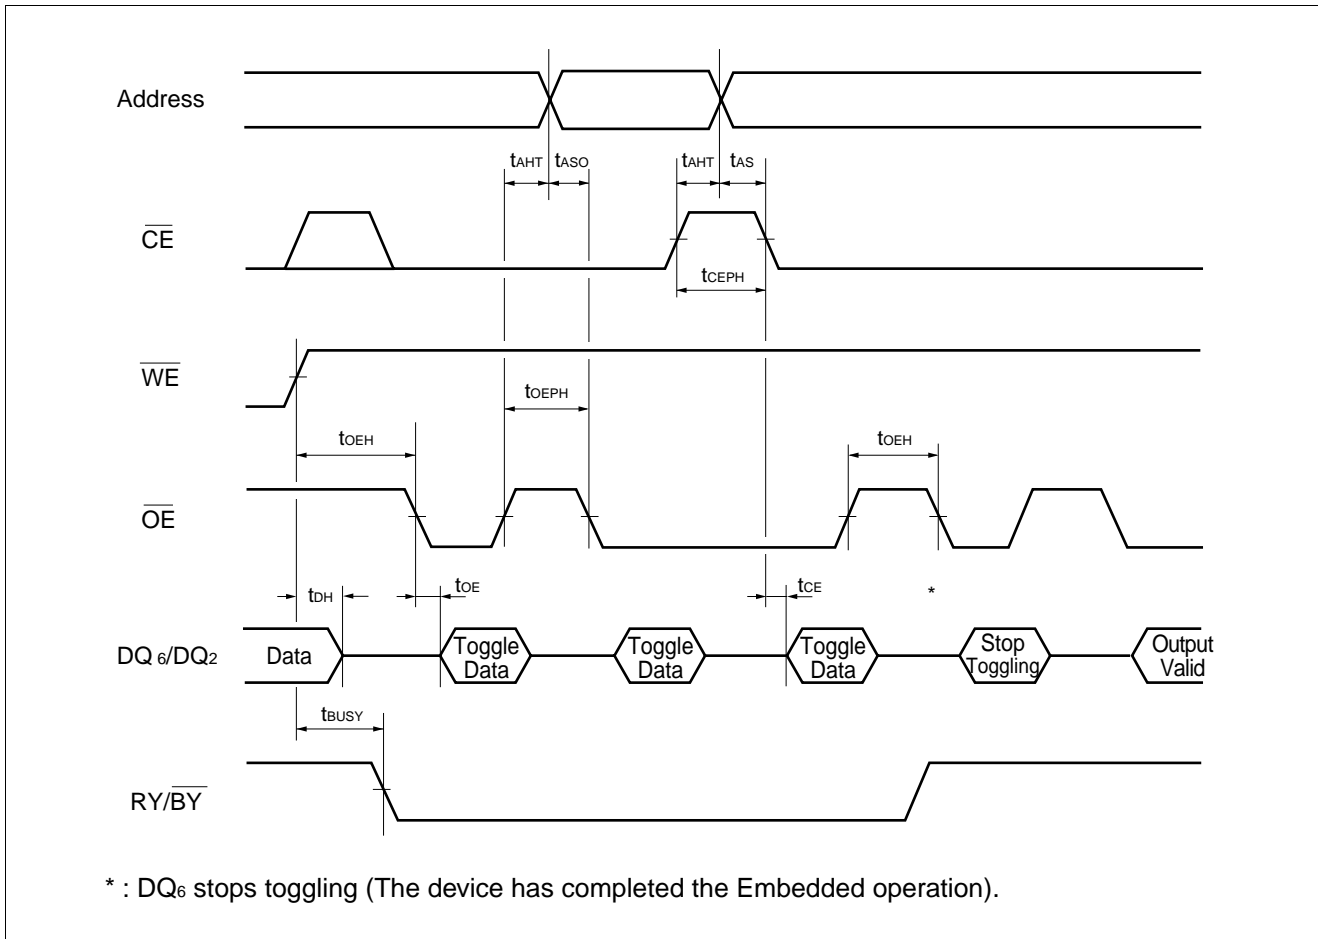 Address
tAHT tASO tAHT tAS
CE
tCEPH
WE
tOEPH
tOEH tOEH
OE
tDH tOE tCE *
DQ 6/DQ2 Data Toggle Data Toggle Data Toggle Data Stop Toggling Output Valid
tBUSY
RY/BY
* : DQ6 stops toggling (The device has completed the Embedded operation).